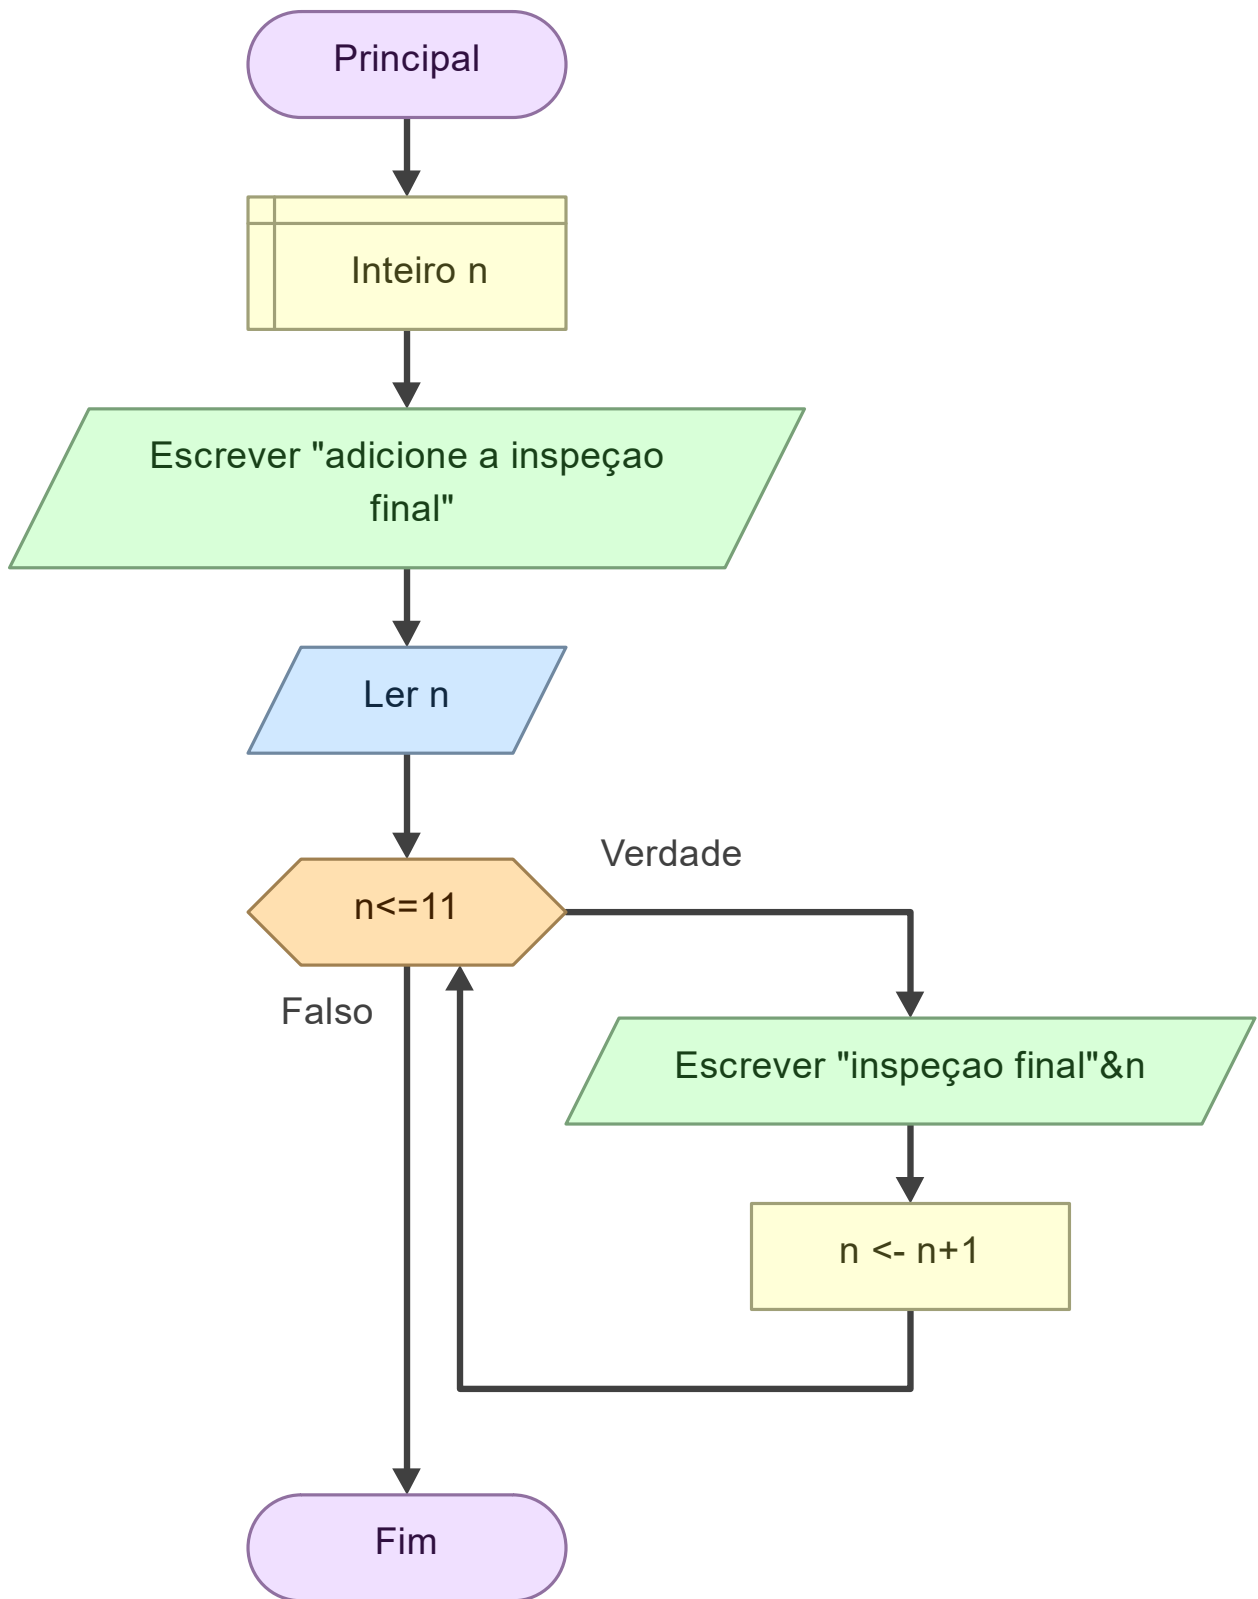 Principal
Inteiro n
Escrever "adicione a inspeçao
final"
Ler n
Verdade
n<=11
Falso
Escrever "inspeçao final"&n
n <- n+1
Fim